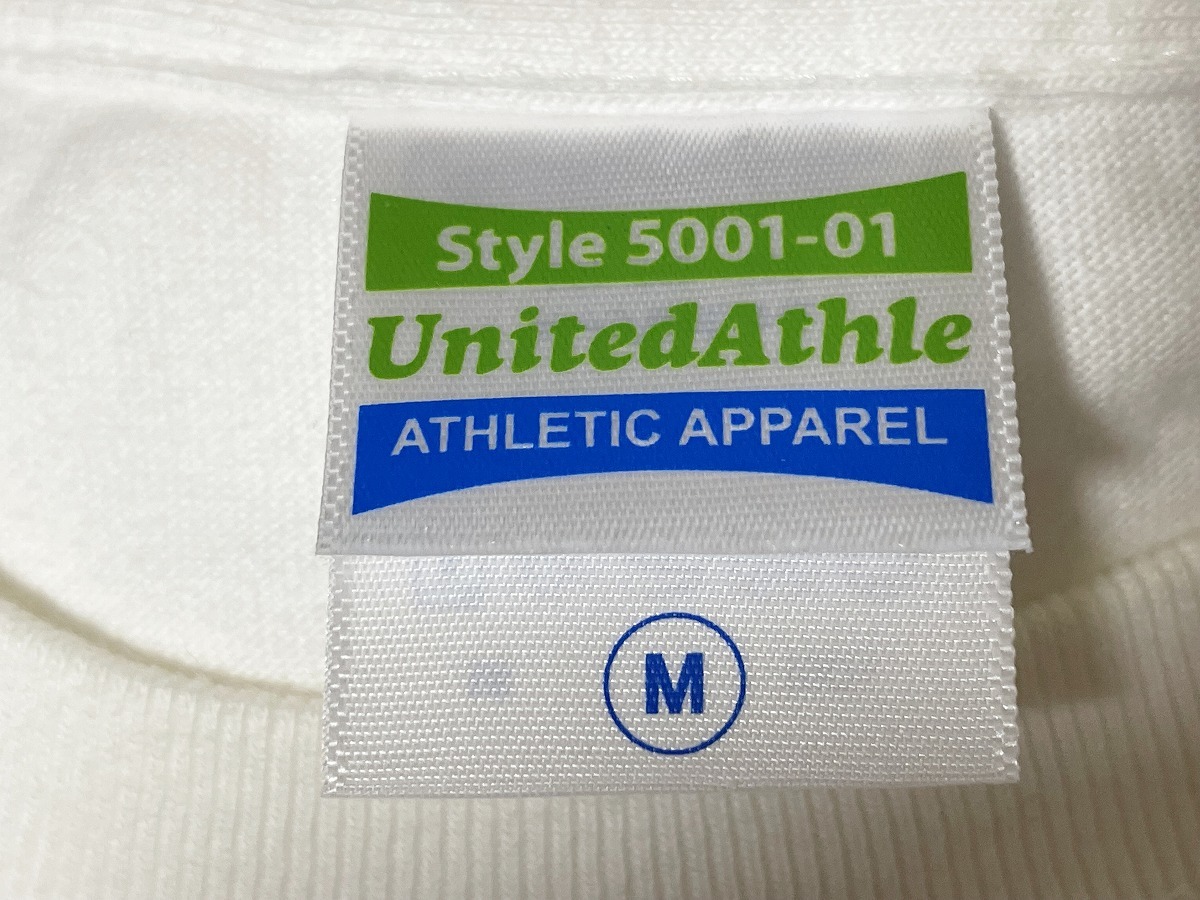 Style 5001-01
UnitedAthle
ATHLETIC APPAREL
M